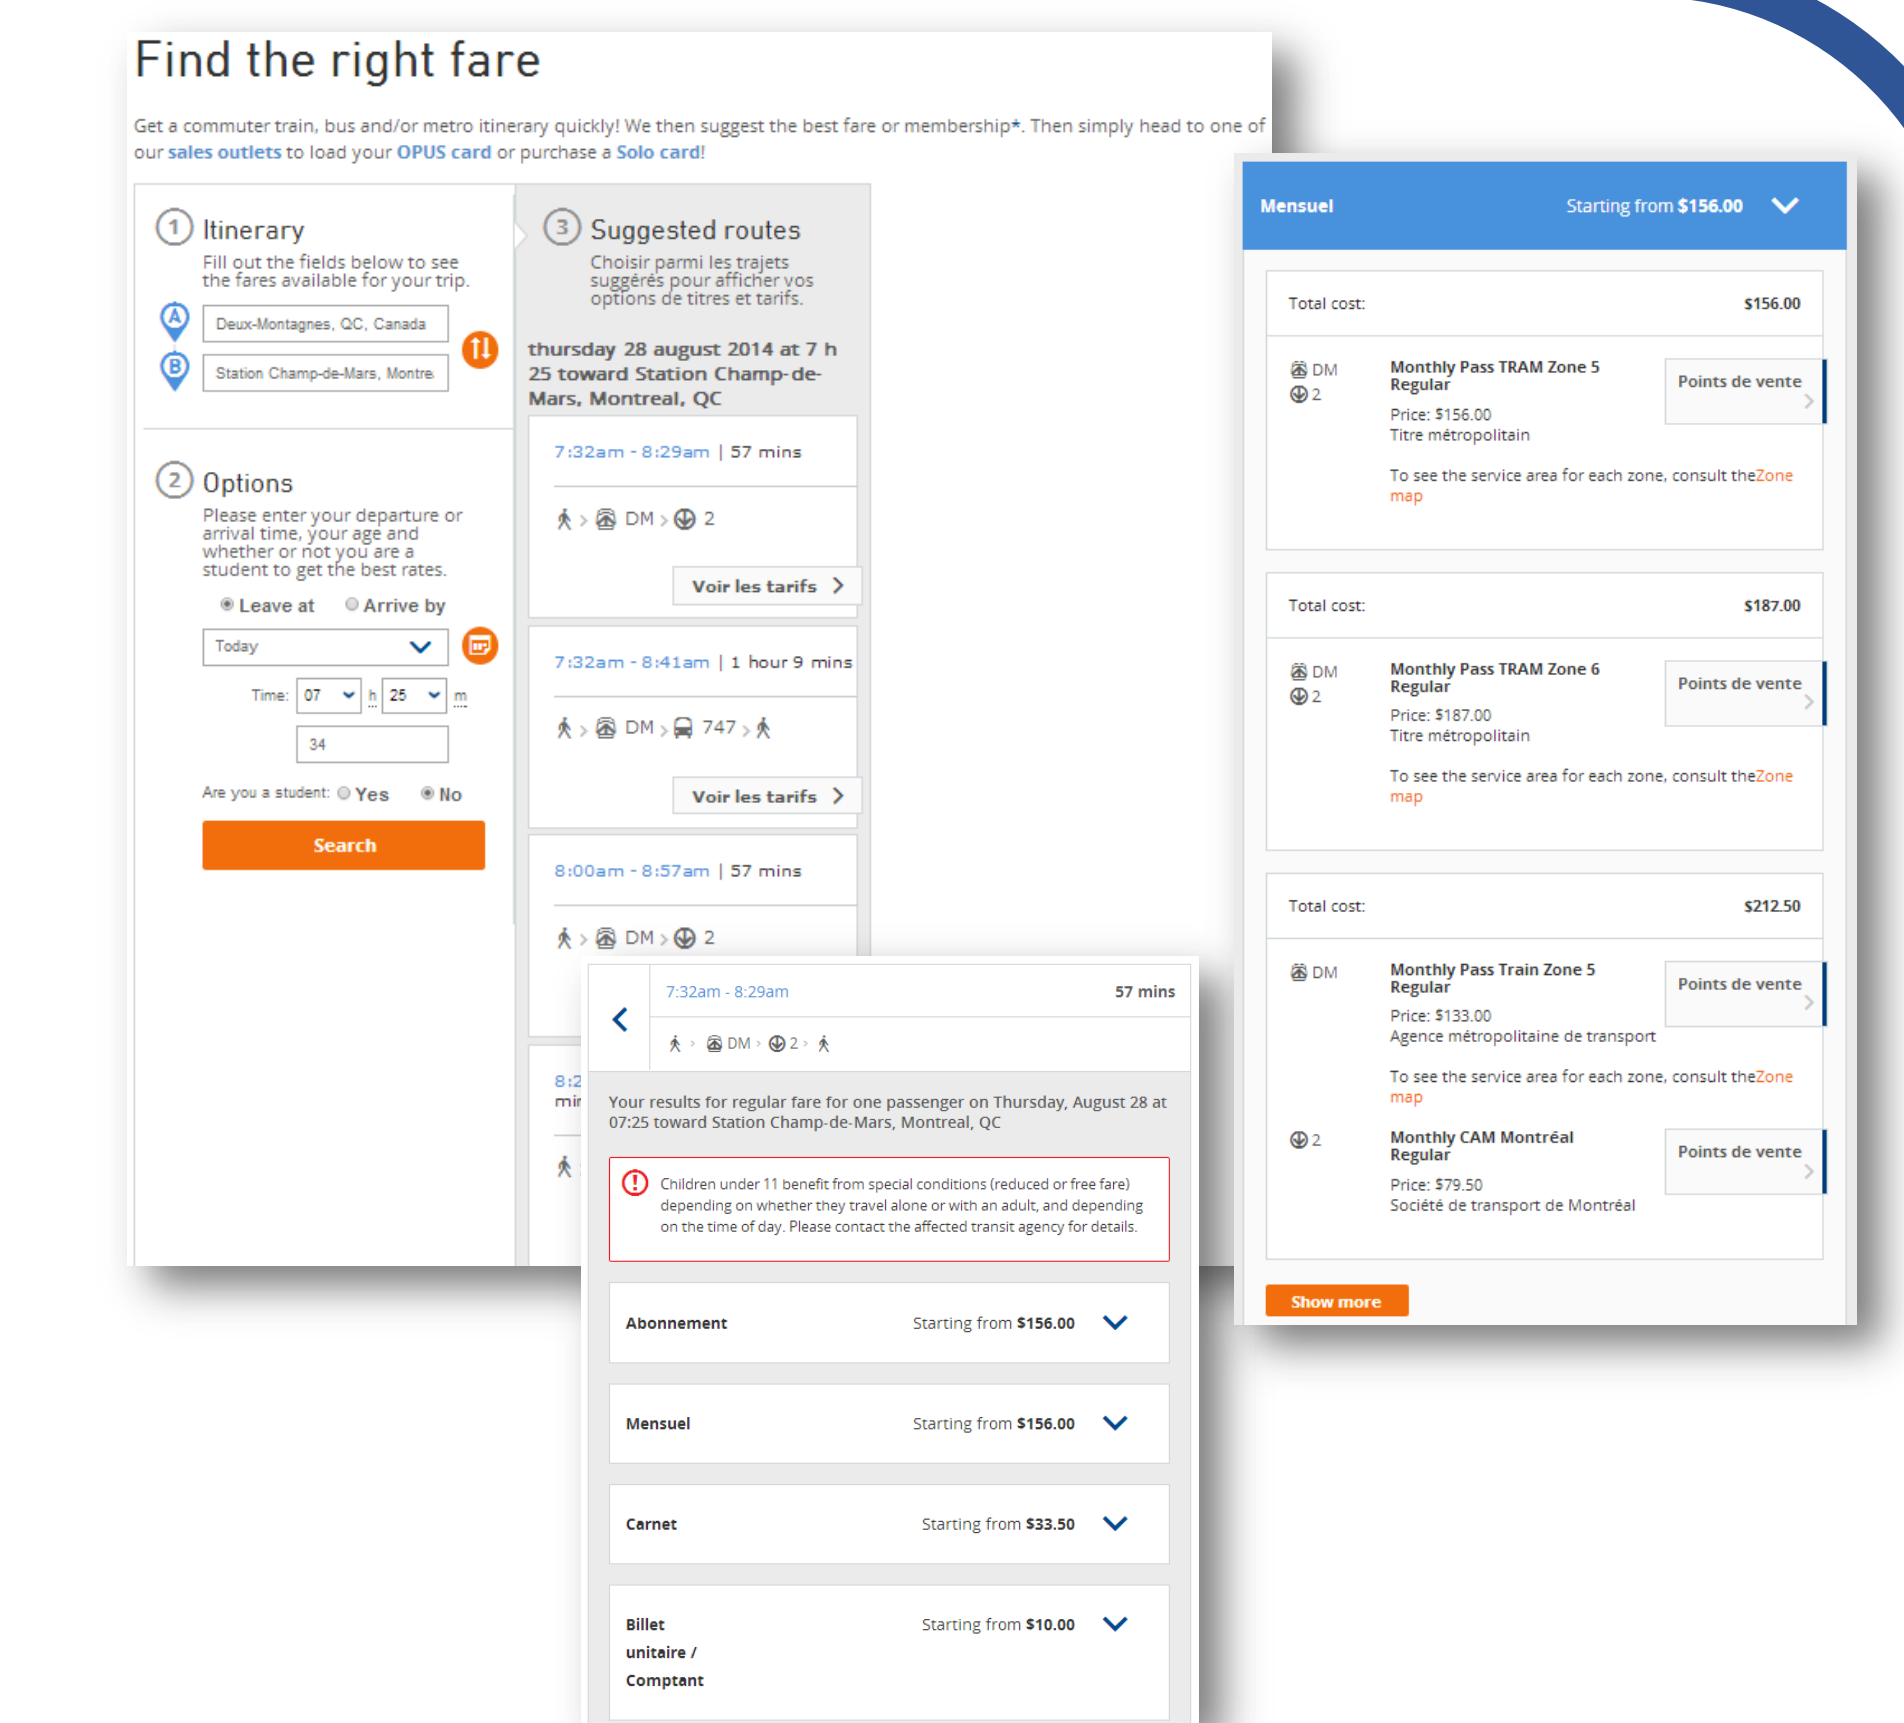 Find the right fare
Get a commuter train, bus and/or metro itinerary quickly! We then suggest the best fare or membership*. Then simply head to one of
our sales outlets to load your OPUS card or purchase a Solo card!
1 Itinerary
Fill out the fields below to see
the fares available for your trip.
A Deux-Montagnes, QC, Canada
B Station Champ-de-Mars, Montre
2 Options
Please enter your departure or
arrival time, your age and
whether or not you are a
student to get the best rates.
Leave at Arrive by
Today
Time: 07 h 25 m
34
Are you a student: Yes No
Search
3 Suggested routes
Choisir parmi les trajets
suggérés pour afficher vos
options de titres et tarifs.
thursday 28 august 2014 at 7 h
25 toward Station Champ-de-
Mars, Montreal, QC
7:32am - 8:29am | 57 mins
> DM > 2
Voir les tarifs >
7:32am - 8:41am | 1 hour 9 mins
> DM > 747 >
Voir les tarifs >
8:00am - 8:57am | 57 mins
> DM > 2
7:32am - 8:29am 57 mins
> DM > 2 >
Your results for regular fare for one passenger on Thursday, August 28 at
07:25 toward Station Champ-de-Mars, Montreal, QC
Children under 11 benefit from special conditions (reduced or free fare)
depending on whether they travel alone or with an adult, and depending
on the time of day. Please contact the affected transit agency for details.
Abonnement Starting from $156.00
Mensuel Starting from $156.00
Carnet Starting from $33.50
Billet Starting from $10.00
unitaire /
Comptant
Mensuel Starting from $156.00
Total cost: $156.00
DM Monthly Pass TRAM Zone 5
2 Regular
Points de vente >
Price: $156.00
Titre métropolitain
To see the service area for each zone, consult theZone
map
Total cost: $187.00
DM Monthly Pass TRAM Zone 6
2 Regular
Points de vente >
Price: $187.00
Titre métropolitain
To see the service area for each zone, consult theZone
map
Total cost: $212.50
DM Monthly Pass Train Zone 5
Regular
Points de vente >
Price: $133.00
Agence métropolitaine de transport
To see the service area for each zone, consult theZone
map
2 Monthly CAM Montréal
Regular
Points de vente >
Price: $79.50
Société de transport de Montréal
Show more